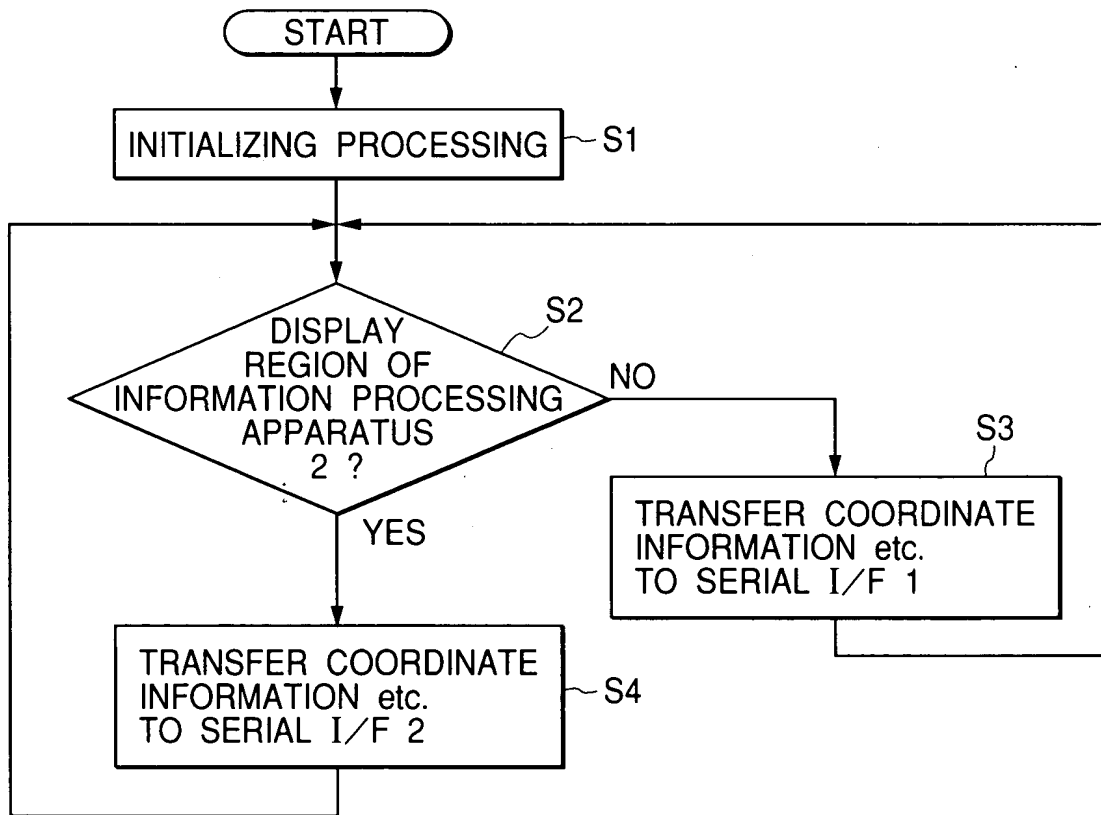 START
INITIALIZING PROCESSING
S1
S2
DISPLAY
REGION OF
INFORMATION PROCESSING
APPARATUS
2 ?
NO
YES
S3
TRANSFER COORDINATE
INFORMATION etc.
TO SERIAL I/F 1
TRANSFER COORDINATE
INFORMATION etc.
TO SERIAL I/F 2
S4